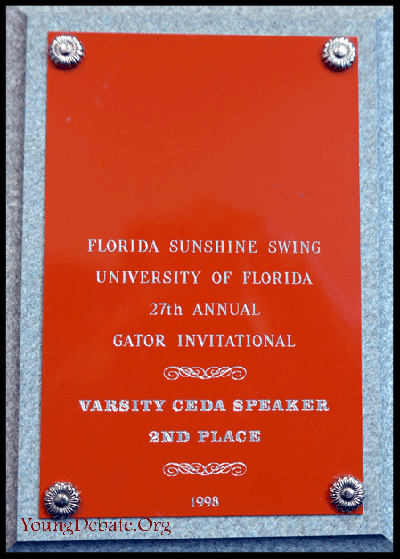 FLORIDA SUNSHINE SWING
UNIVERSITY OF FLORIDA
27th ANNUAL
GATOR INVITATIONAL
VARSITY CEDA SPEAKER
2ND PLACE
1998
YoungDebate.Org